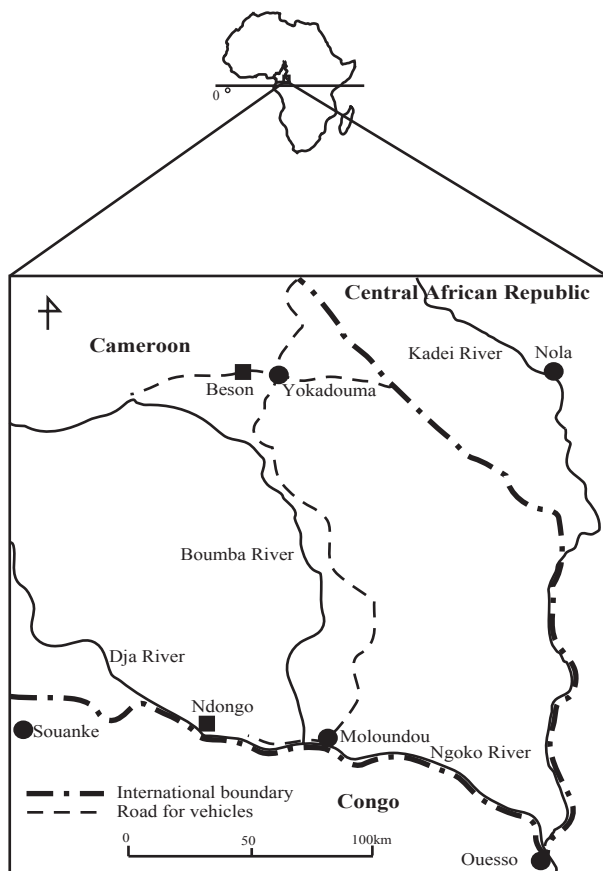 0°
Central African Republic
Cameroon
Kadei River
Nola
Beson
Yokadouma
Boumba River
Dja River
Ndongo
Souanke
Moloundou
Ngoko River
International boundary
Road for vehicles
Congo
0 50 100km
Ouesso